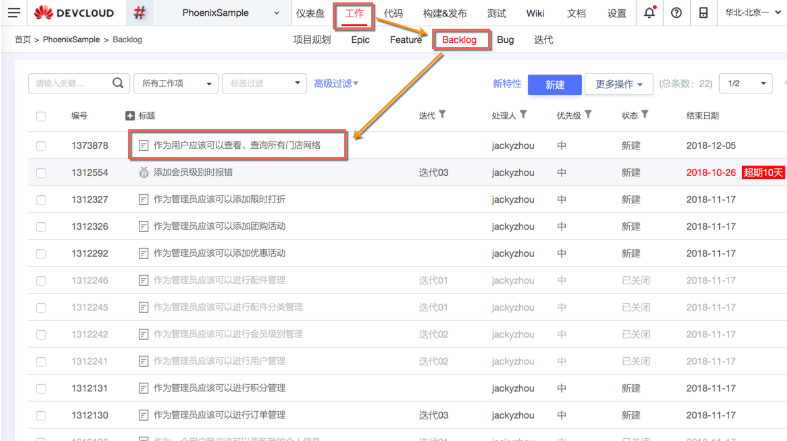 DEVCLOUD # PhoenixSample 仪表盘 工作 代码 构建&发布 测试 Wiki 文档 设置 华北-北京一
首页 > PhoenixSample > Backlog 项目规划 Epic Feature Backlog Bug 迭代
请输入关键... 所有工作项 标签过滤 高级过滤 新特性 新建 更多操作 (总条数：22) 1/2
编号 标题 迭代 处理人 优先级 状态 结束日期
1373878 作为用户应该可以查看、查询所有门店网络 jackyzhou 中 新建 2018-12-05
1312554 添加会员级别时报错 迭代03 jackyzhou 中 新建 2018-10-26 超期10天
1312327 作为管理员应该可以添加限时打折 jackyzhou 中 新建 2018-11-17
1312326 作为管理员应该可以添加团购活动 jackyzhou 中 新建 2018-11-17
1312292 作为管理员应该可以添加优惠活动 jackyzhou 中 新建 2018-11-17
1312246 作为管理员应该可以进行配件管理 迭代01 jackyzhou 中 已关闭 2018-11-17
1312245 作为管理员应该可以进行配件分类管理 迭代01 jackyzhou 中 已关闭 2018-11-17
1312242 作为管理员应该可以进行会员级别管理 迭代02 jackyzhou 中 已关闭 2018-11-17
1312241 作为管理员应该可以进行用户管理 迭代02 jackyzhou 中 已关闭 2018-11-17
1312131 作为管理员应该可以进行积分管理 jackyzhou 中 新建 2018-11-17
1312130 作为管理员应该可以进行订单管理 迭代03 jackyzhou 中 新建 2018-11-17